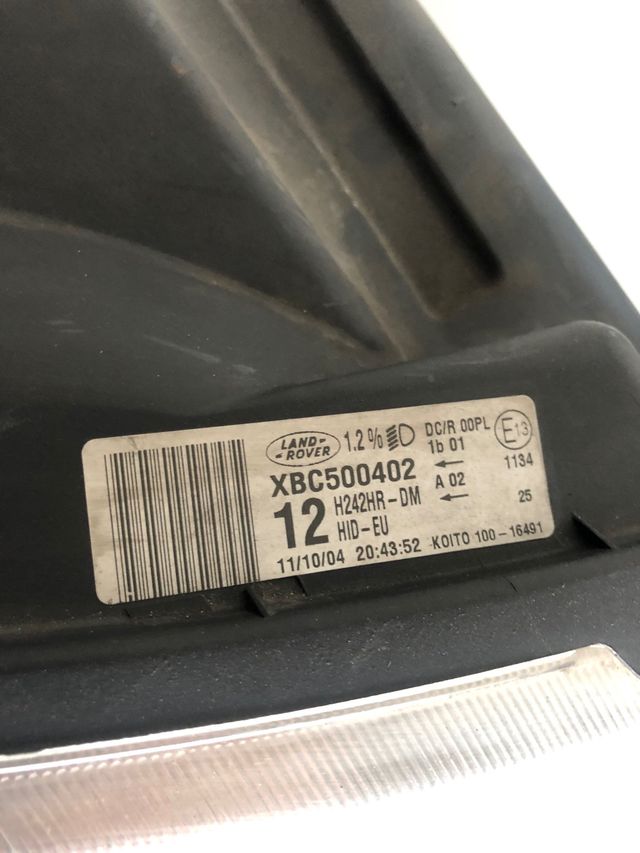 LAND-
-ROVER
1.2% DC/R 00PL E13
1b 01
XBC500402 ← 1134
12 H242HR-DM A 02
HID-EU ← 25
11/10/04 20:43:52 KOITO 100-16491